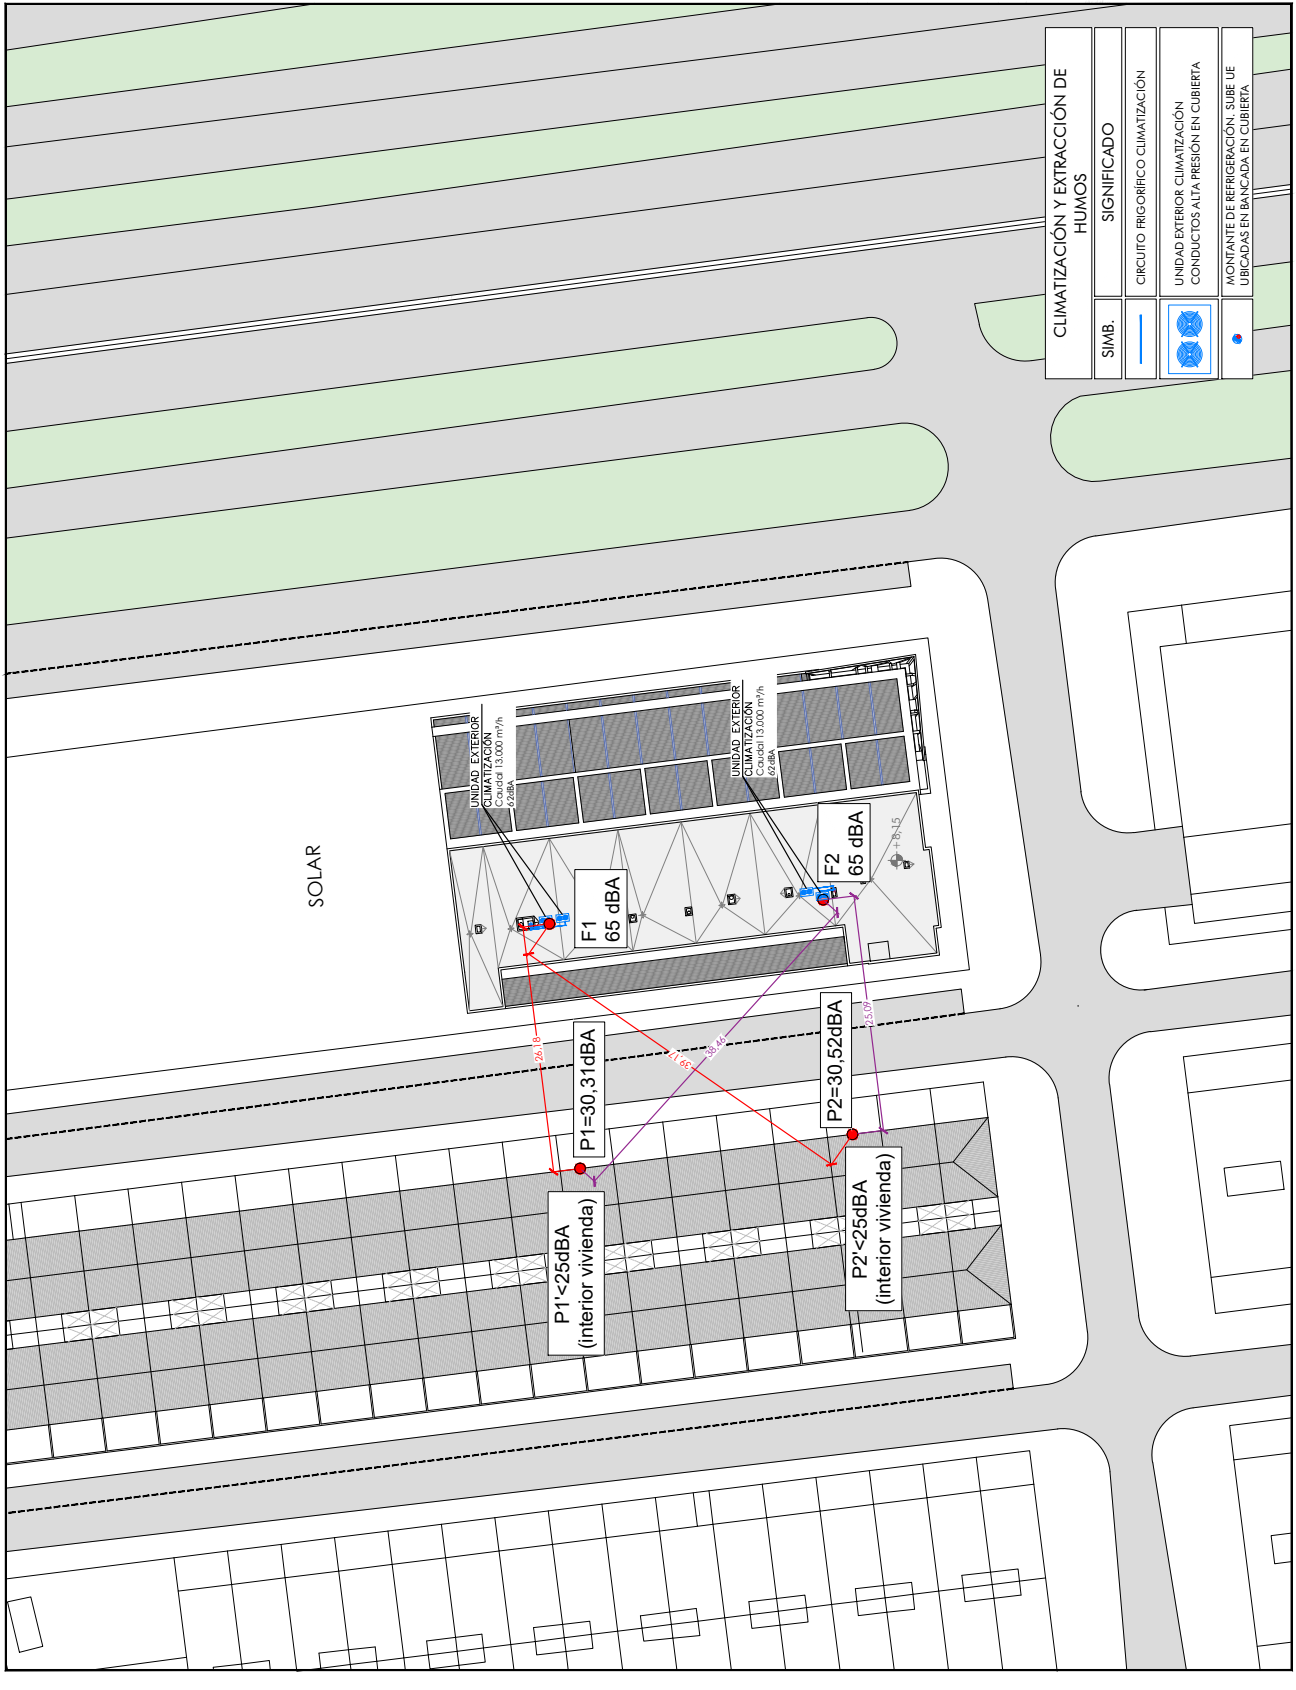 CLIMATIZACIÓN Y EXTRACCIÓN DE
HUMOS
SIMB.
SIGNIFICADO
CIRCUITO FRIGORÍFICO CLIMATIZACIÓN
UNIDAD EXTERIOR CLIMATIZACIÓN
CONDUCTOS ALTA PRESIÓN EN CUBIERTA
MONTANTE DE REFRIGERACIÓN. SUBE UE
UBICADAS EN BANCADA EN CUBIERTA
SOLAR
UNIDAD EXTERIOR
CLIMATIZACIÓN
Caudal 13.000 m³/h
62dBA
UNIDAD EXTERIOR
CLIMATIZACIÓN
Caudal 13.000 m³/h
62dBA
F1
65 dBA
F2
65 dBA
+8,15
26,18
39,17
38,46
25,09
P1=30,31dBA
P2=30,52dBA
P1'<25dBA
(interior vivienda)
P2'<25dBA
(interior vivienda)